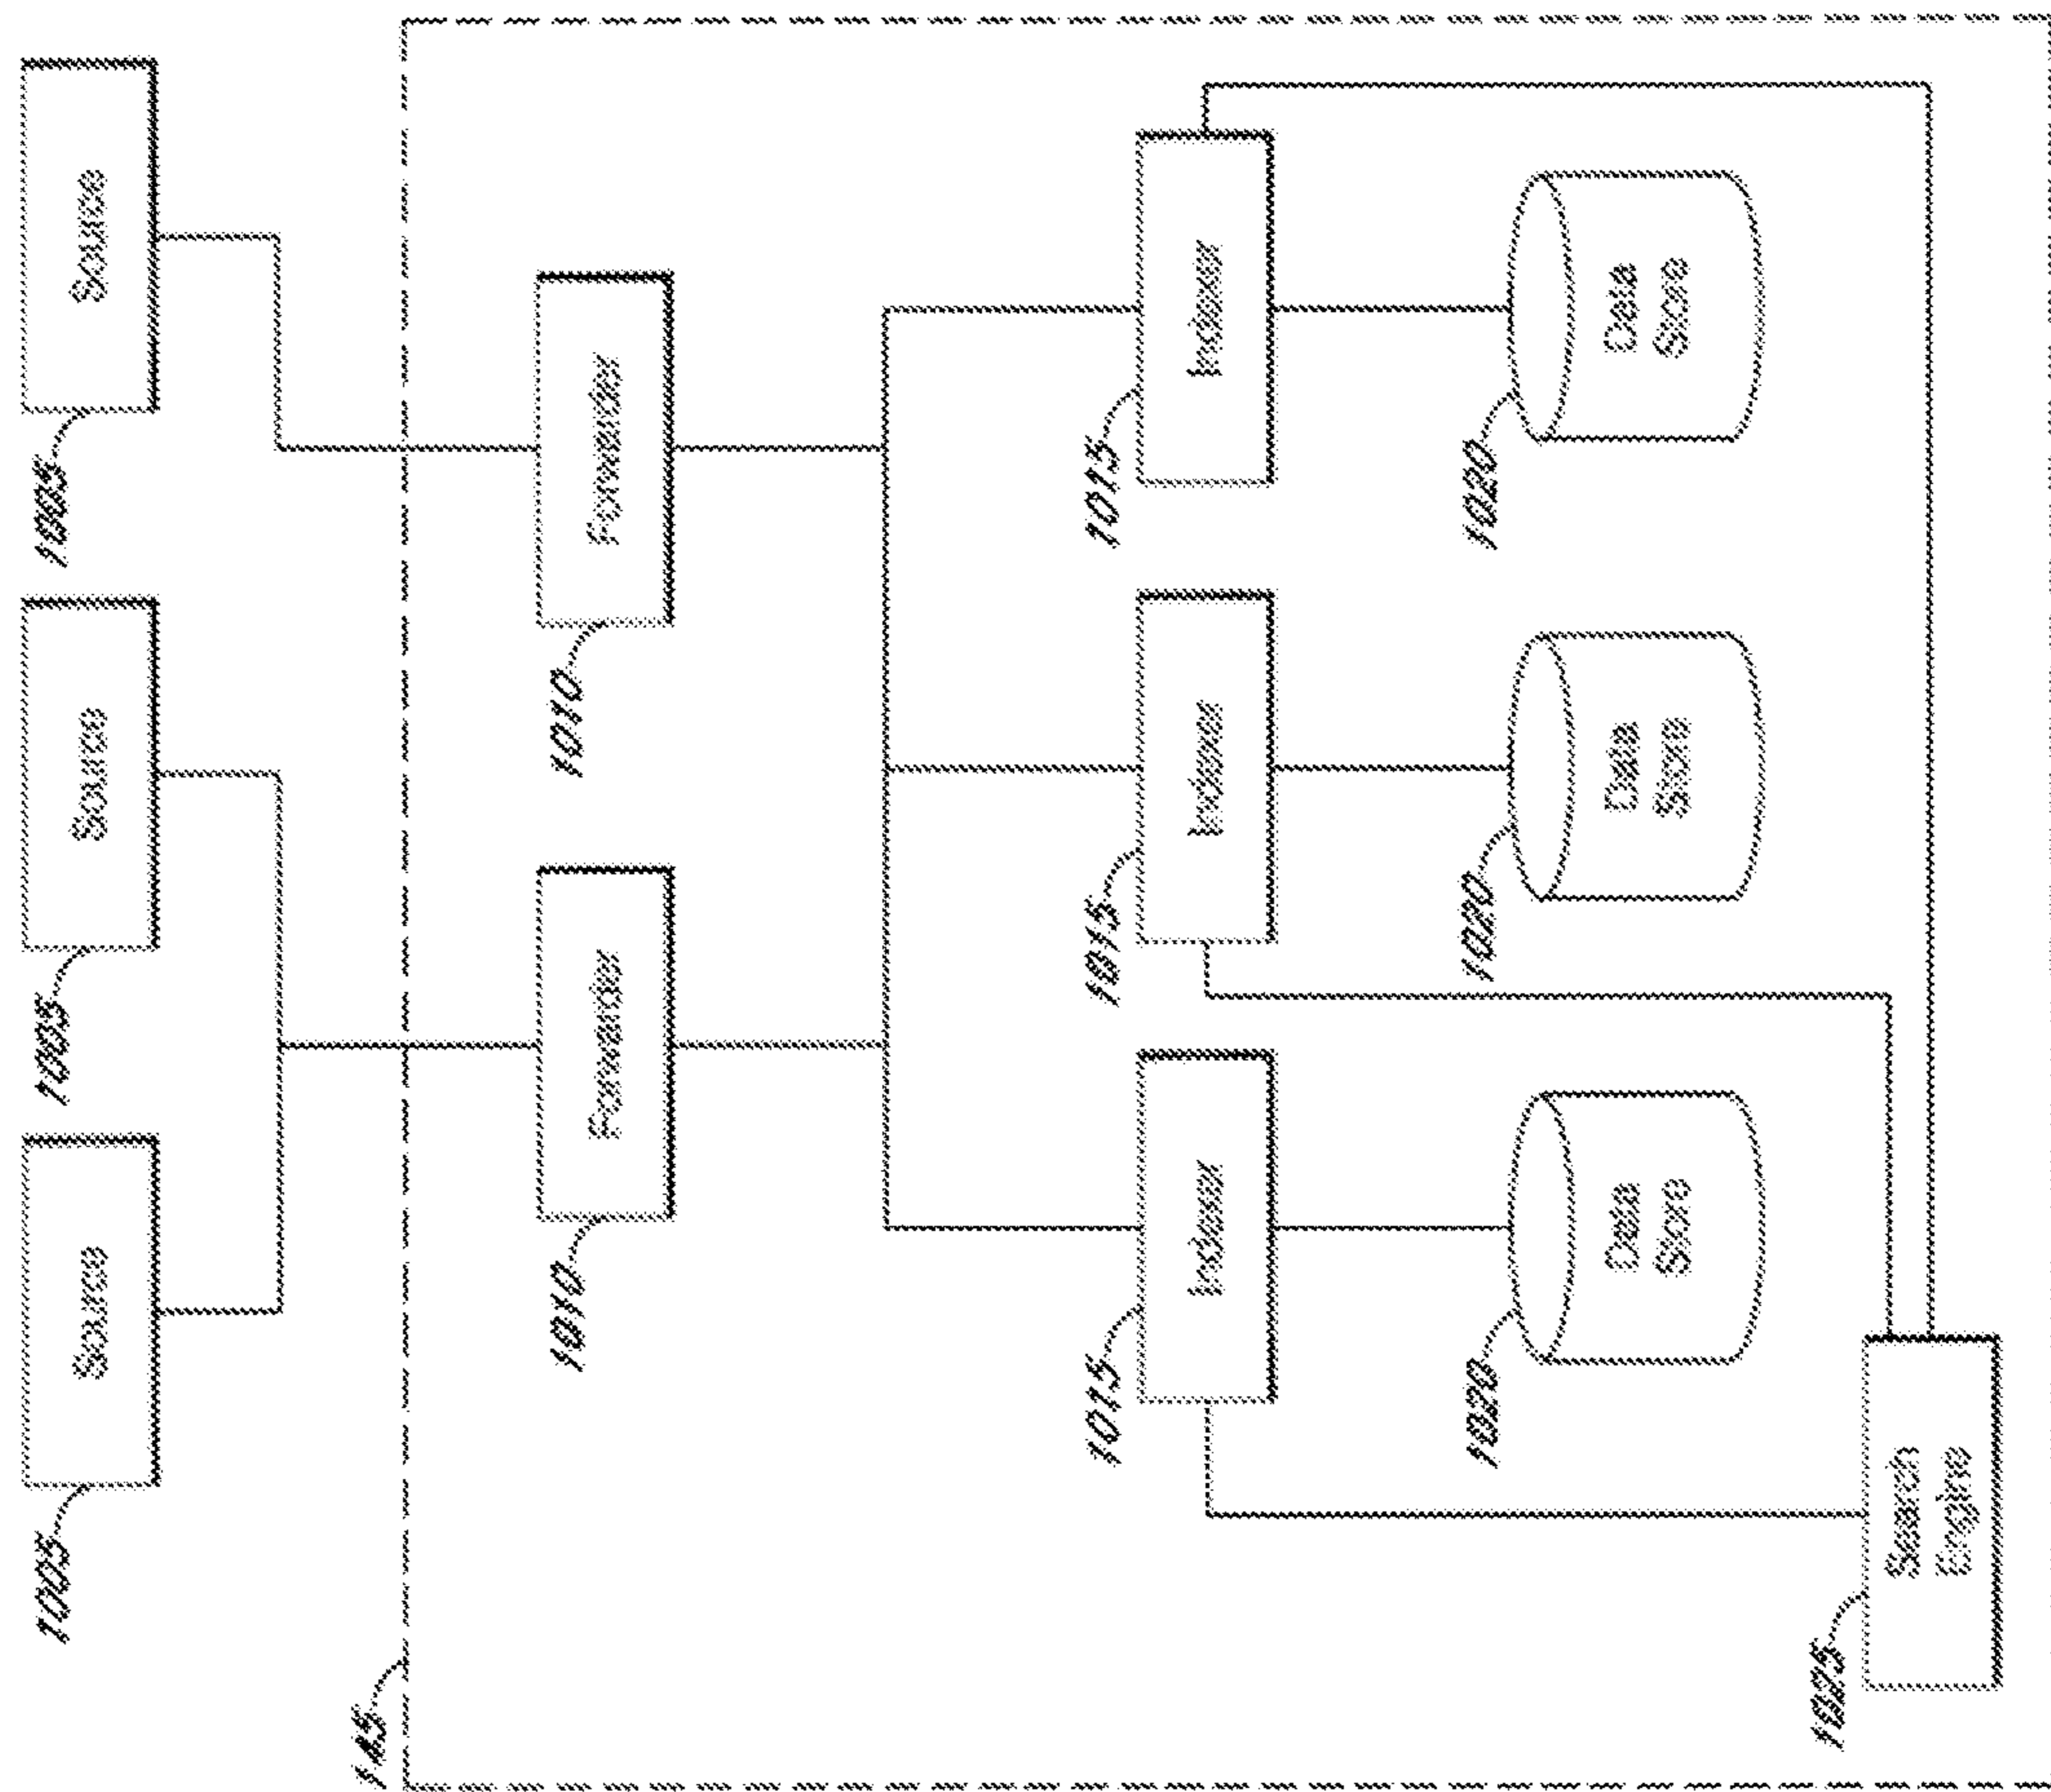 1005
Source
1005
Source
1005
Source
145
1010
Forwarder
1010
Forwarder
1015
Indexer
1015
Indexer
1015
Indexer
1020
Data
Store
1020
Data
Store
1020
Data
Store
1025
Search
Engine